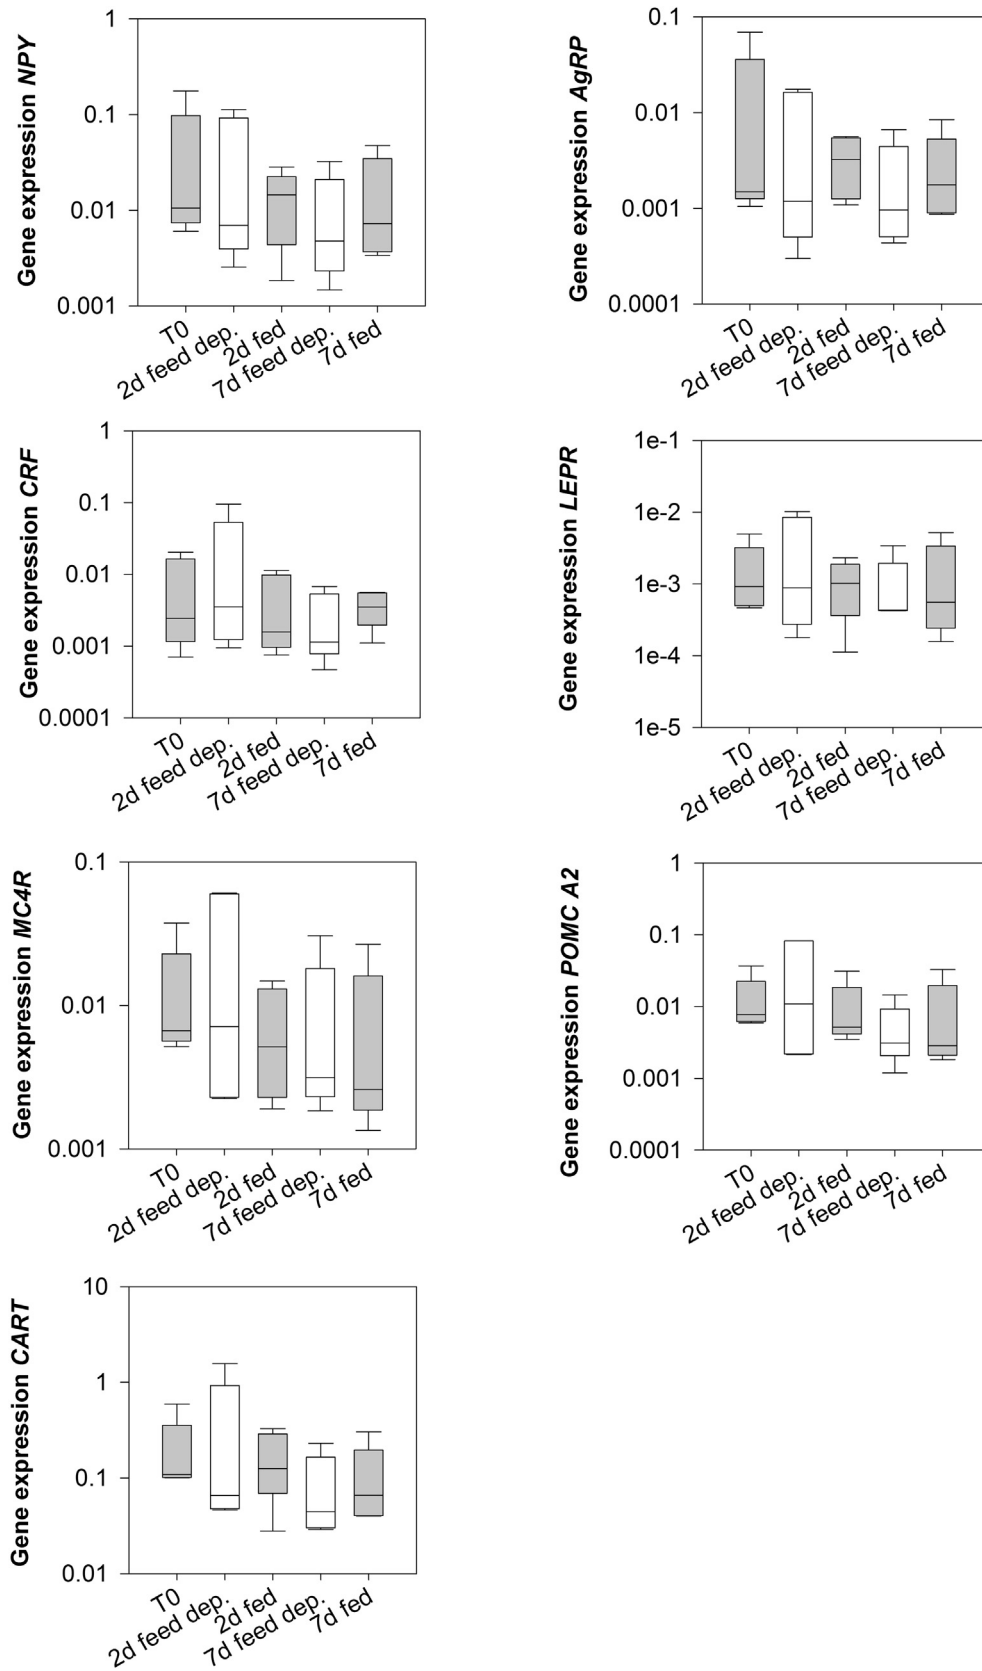 Gene expression NPY
1
0.1
0.01
0.001
T0
2d feed dep.
2d fed
7d feed dep.
7d fed
Gene expression AgRP
0.1
0.01
0.001
0.0001
T0
2d feed dep.
2d fed
7d feed dep.
7d fed
Gene expression CRF
1
0.1
0.01
0.001
0.0001
T0
2d feed dep.
2d fed
7d feed dep.
7d fed
Gene expression LEPR
1e-1
1e-2
1e-3
1e-4
1e-5
T0
2d feed dep.
2d fed
7d feed dep.
7d fed
Gene expression MC4R
0.1
0.01
0.001
T0
2d feed dep.
2d fed
7d feed dep.
7d fed
Gene expression POMC A2
1
0.1
0.01
0.001
0.0001
T0
2d feed dep.
2d fed
7d feed dep.
7d fed
Gene expression CART
10
1
0.1
0.01
T0
2d feed dep.
2d fed
7d feed dep.
7d fed